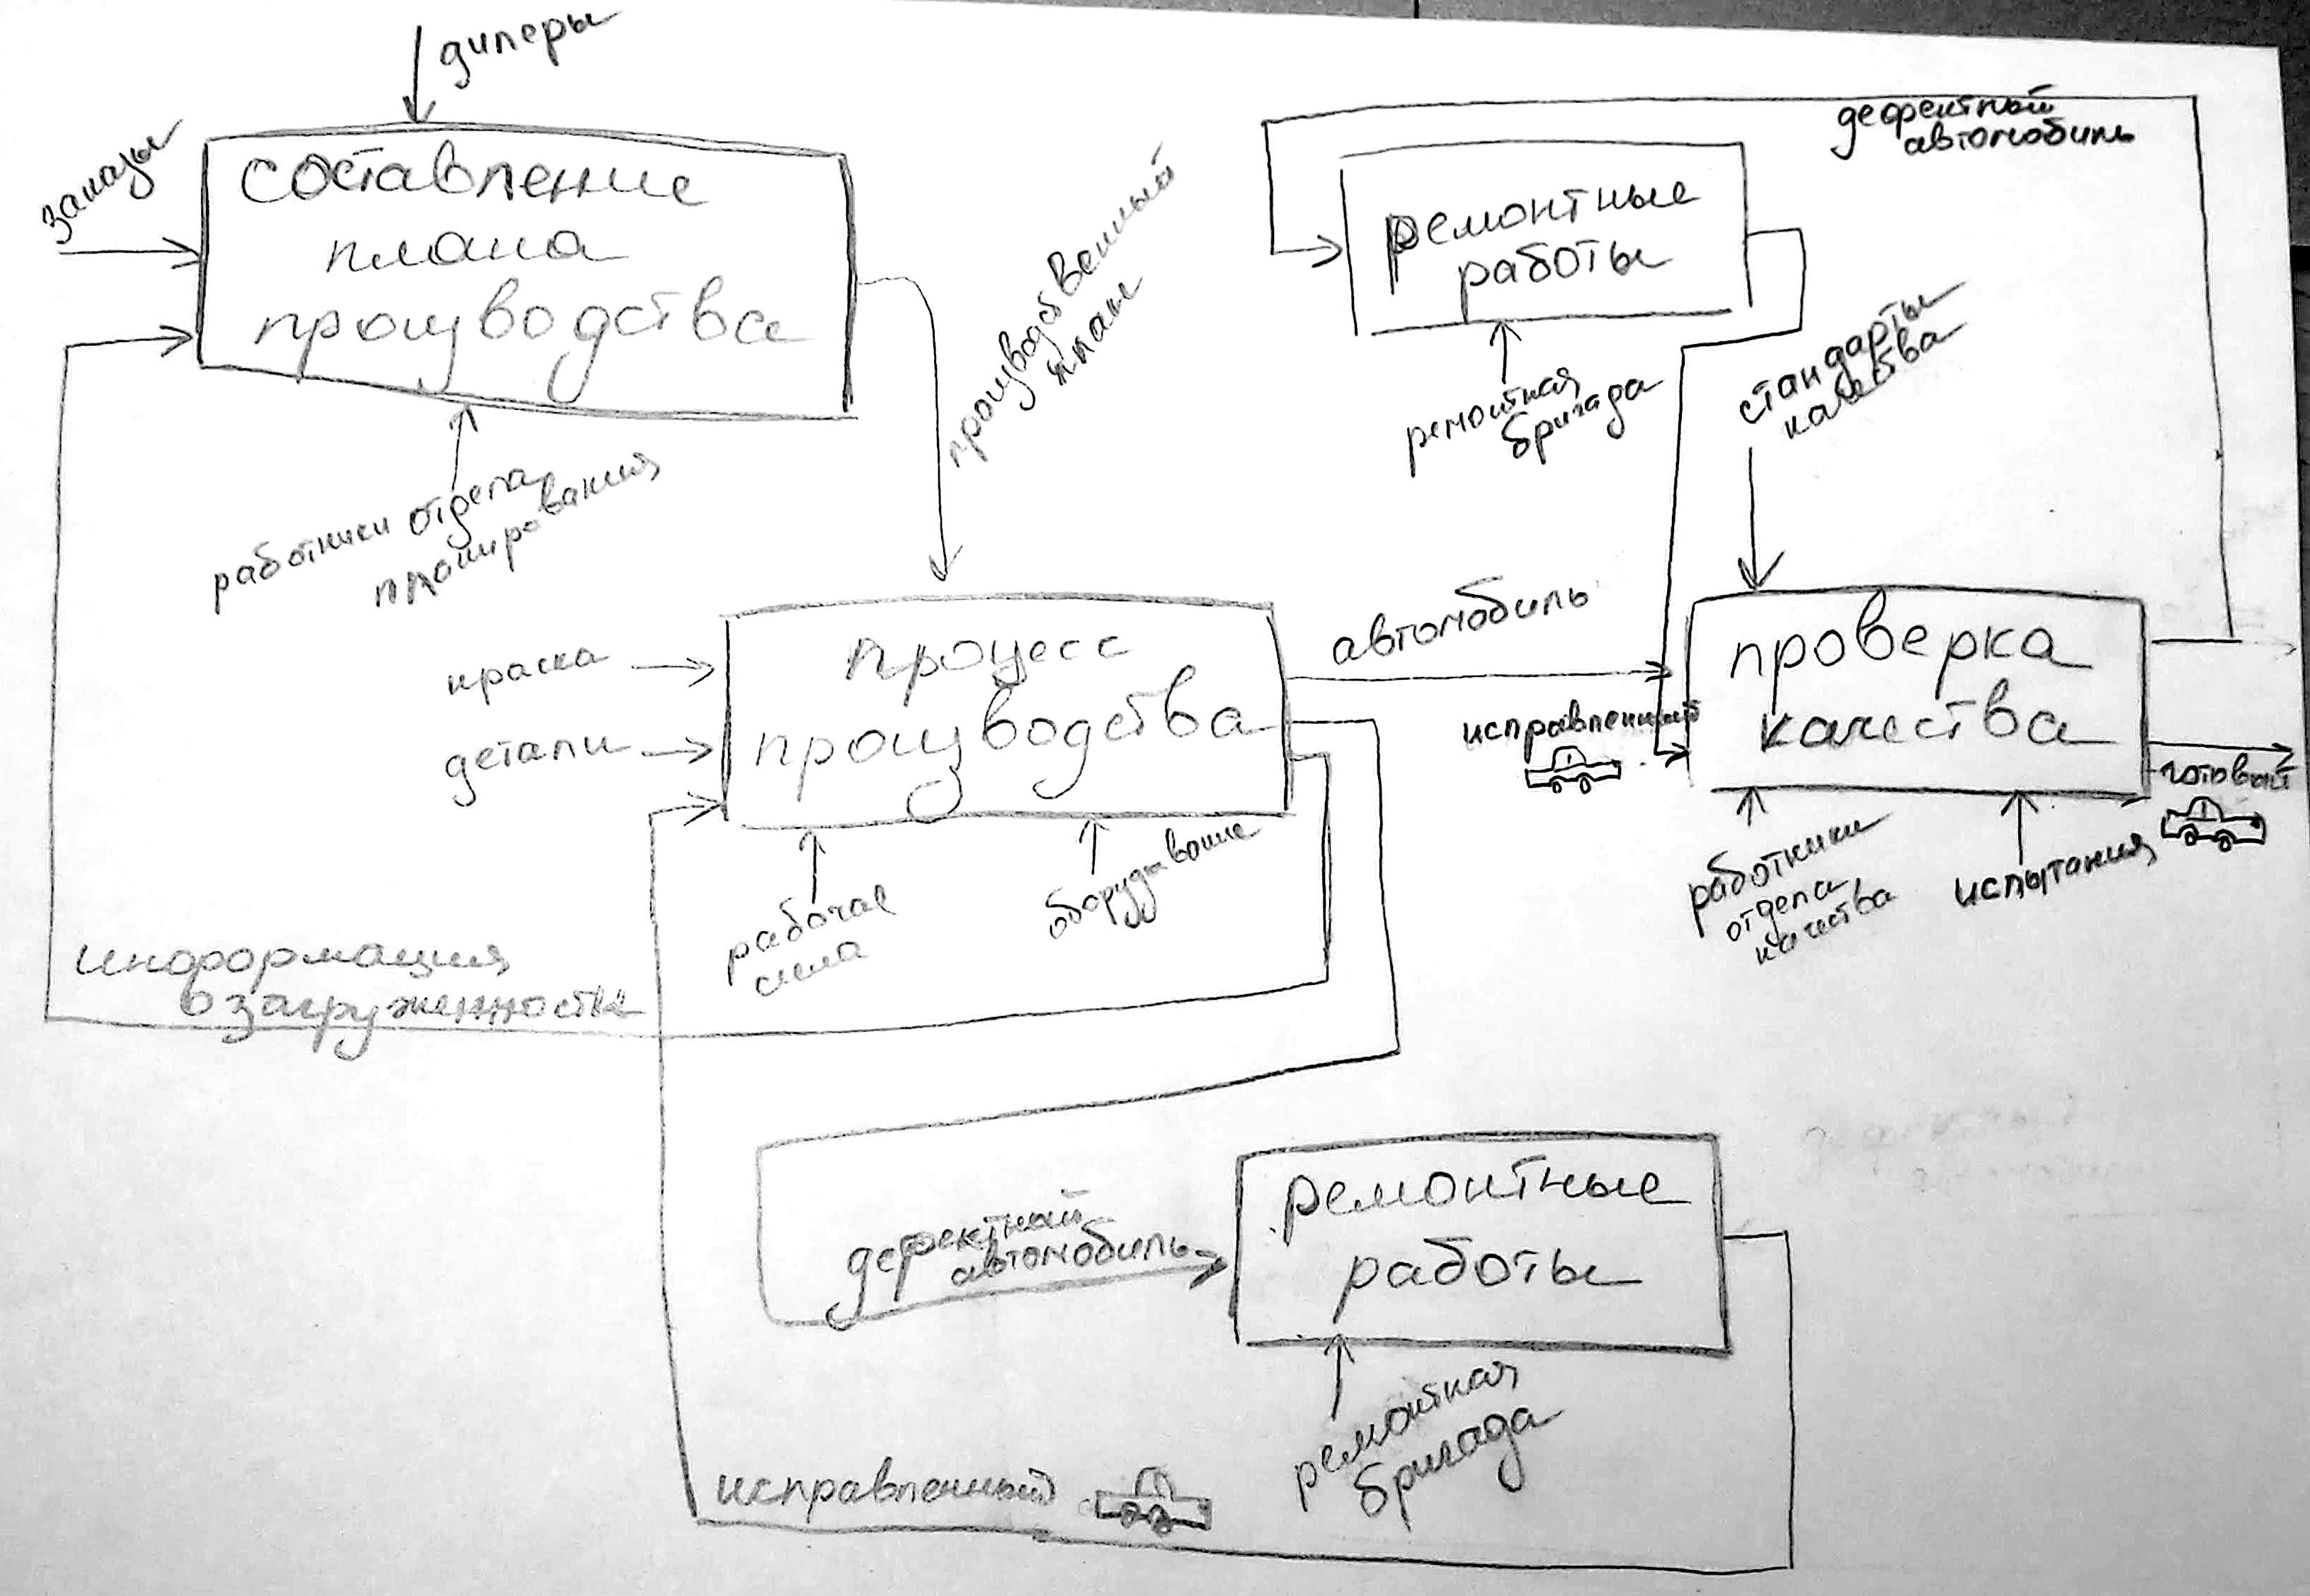 дилеры
заказы
составление
плана
производства
работники отдела
планирования
производственный
план
дефектный
автомобиль
ремонтные
работы
ремонтная
бригада
стандарты
качества
краска
детали
процесс
производства
рабочая
сила
оборудование
автомобиль
исправленный
проверка
качества
готовый
работники
отдела
качества
испытания
информация
о загруженности
дефектный
автомобиль
ремонтные
работы
ремонтная
бригада
исправленный